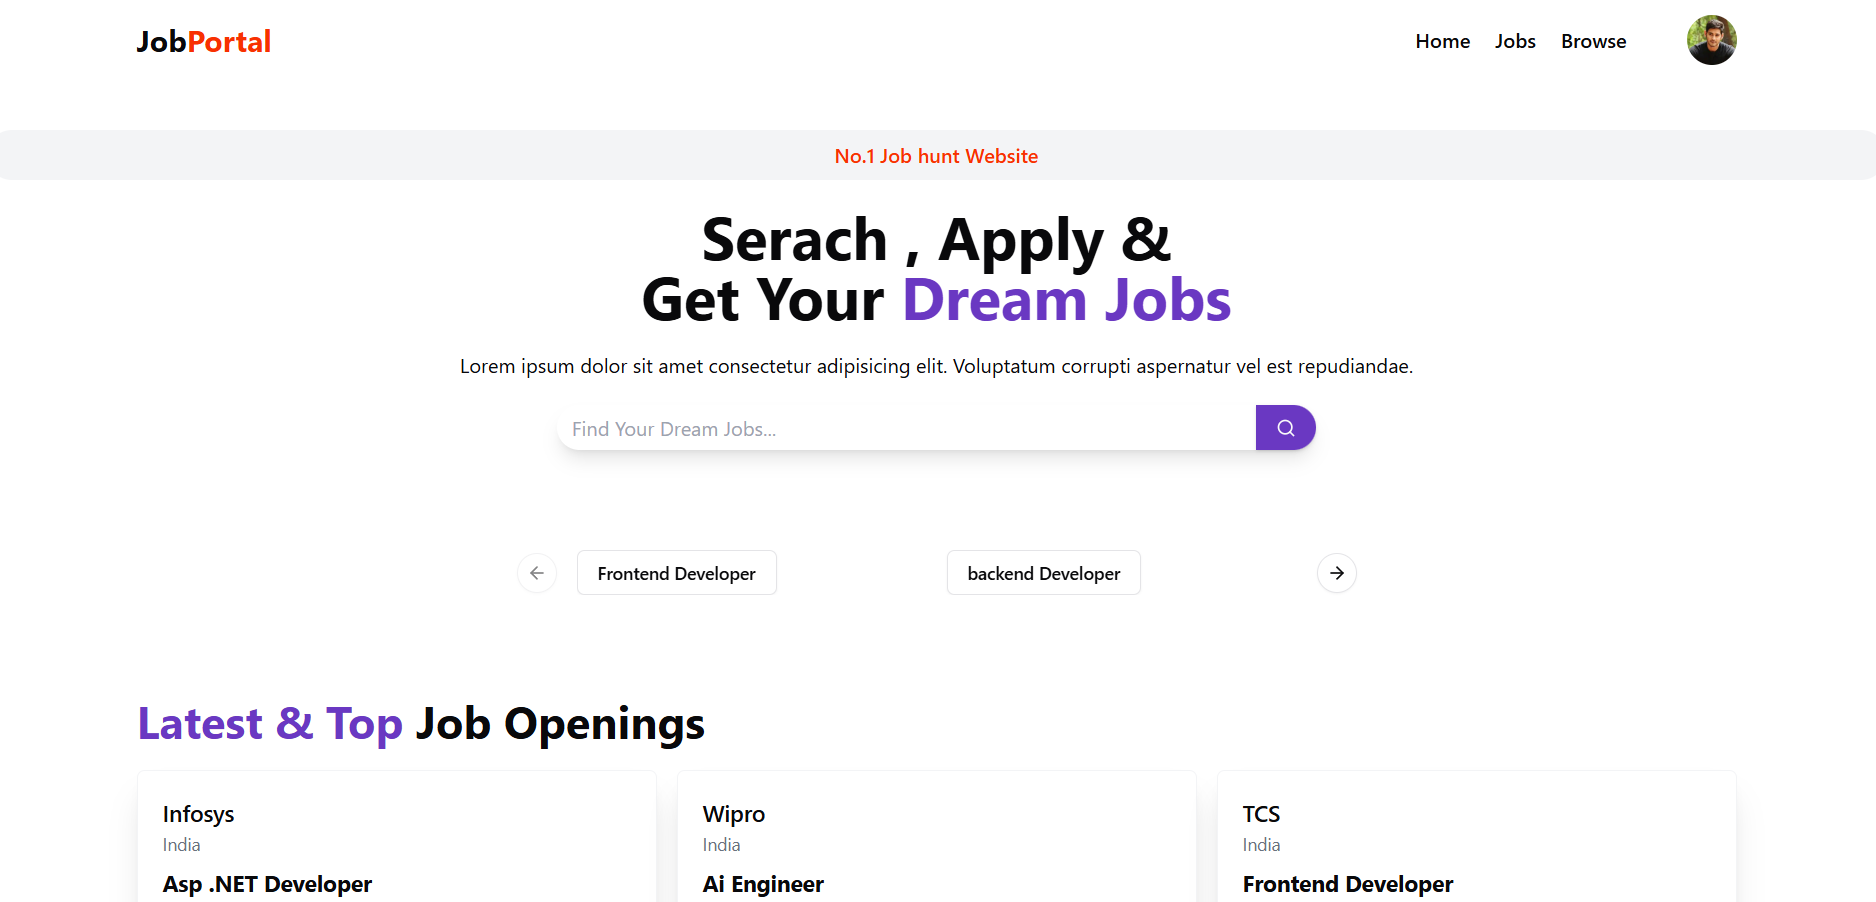 JobPortal
Home Jobs Browse
No.1 Job hunt Website
Serach , Apply &
Get Your Dream Jobs
Lorem ipsum dolor sit amet consectetur adipisicing elit. Voluptatum corrupti aspernatur vel est repudiandae.
Find Your Dream Jobs...
Frontend Developer
backend Developer
Latest & Top Job Openings
Infosys
India
Asp .NET Developer
Wipro
India
Ai Engineer
TCS
India
Frontend Developer